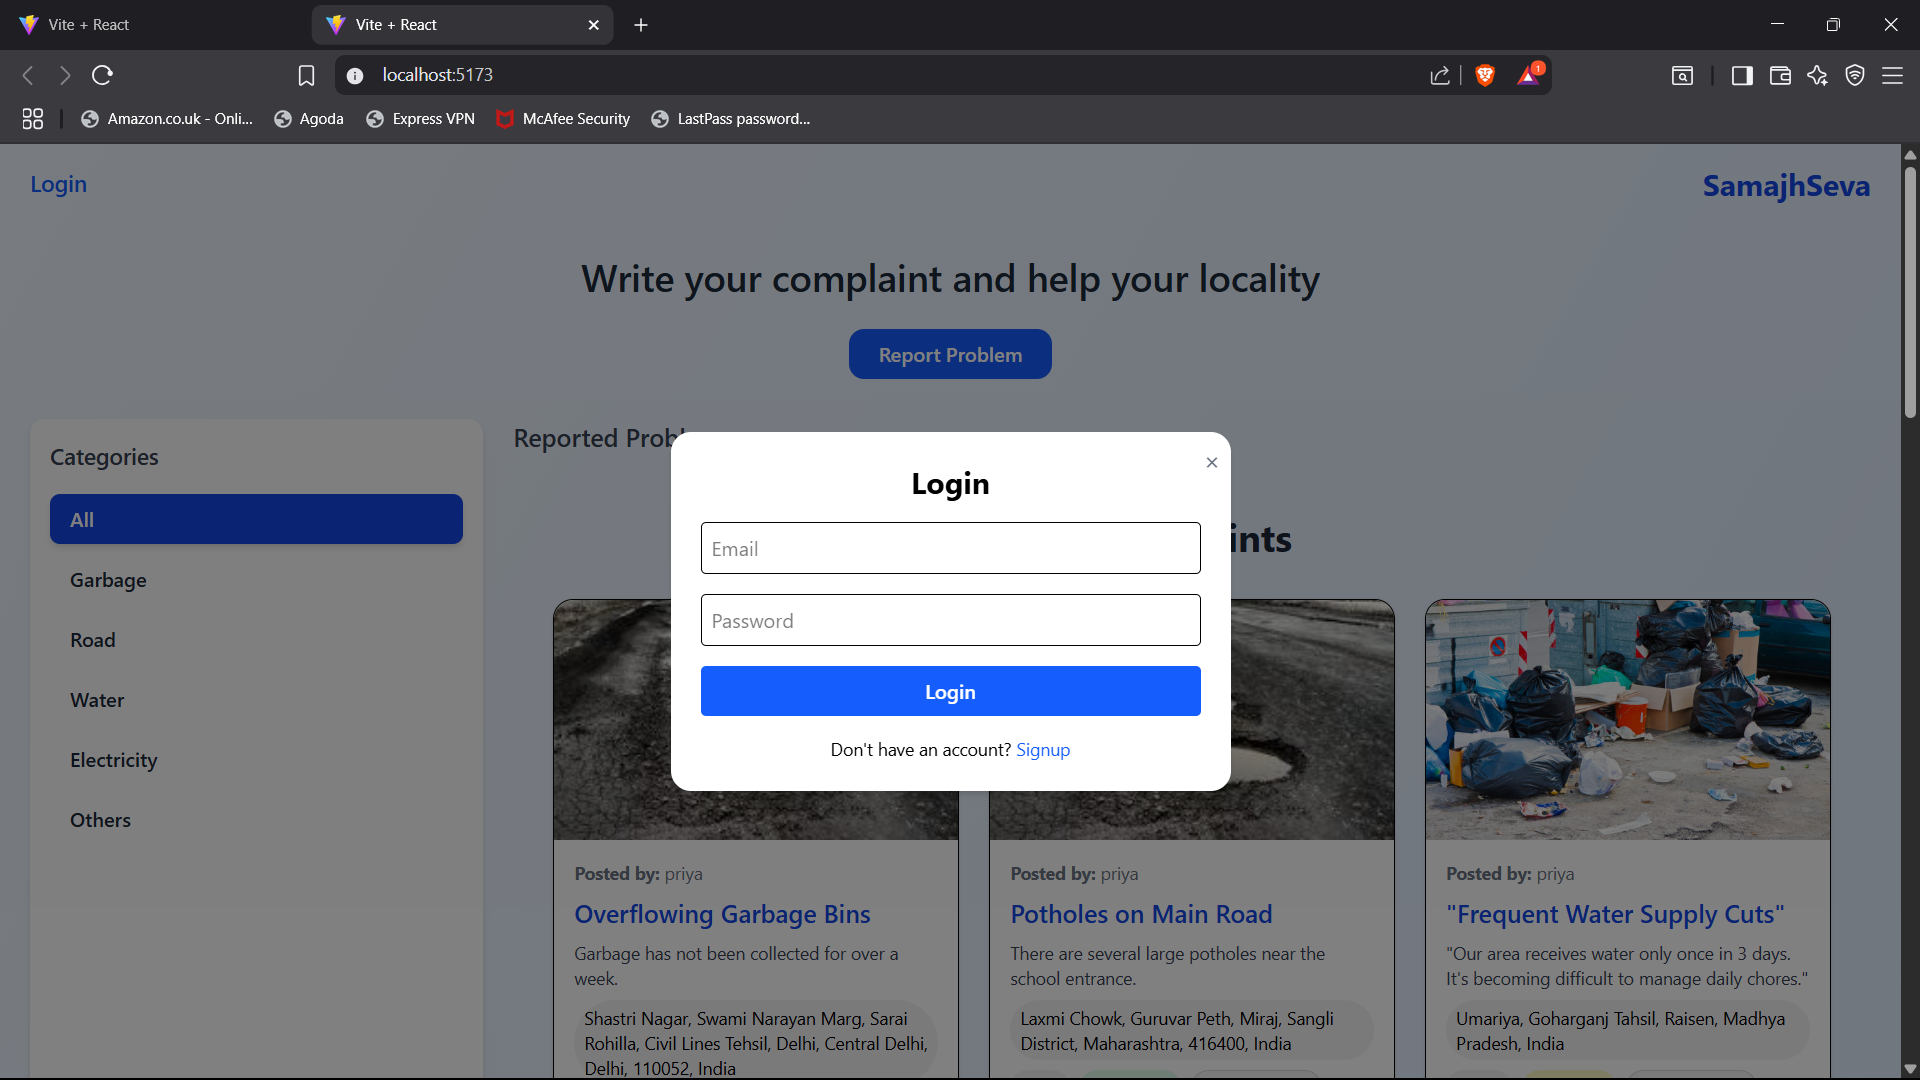 Vite + React
Vite + React
localhost:5173
1
Amazon.co.uk - Onli...
Agoda
Express VPN
McAfee Security
LastPass password...
Login
SamajhSeva
Write your complaint and help your locality
Report Problem
Categories
All
Garbage
Road
Water
Electricity
Others
Reported Probl
ints
Login
Email
Password
Login
Don't have an account? Signup
Posted by: priya
Overflowing Garbage Bins
Garbage has not been collected for over a
week.
Shastri Nagar, Swami Narayan Marg, Sarai
Rohilla, Civil Lines Tehsil, Delhi, Central Delhi,
Delhi, 110052, India
Posted by: priya
Potholes on Main Road
There are several large potholes near the
school entrance.
Laxmi Chowk, Guruvar Peth, Miraj, Sangli
District, Maharashtra, 416400, India
Posted by: priya
"Frequent Water Supply Cuts"
"Our area receives water only once in 3 days.
It's becoming difficult to manage daily chores."
Umariya, Goharganj Tahsil, Raisen, Madhya
Pradesh, India